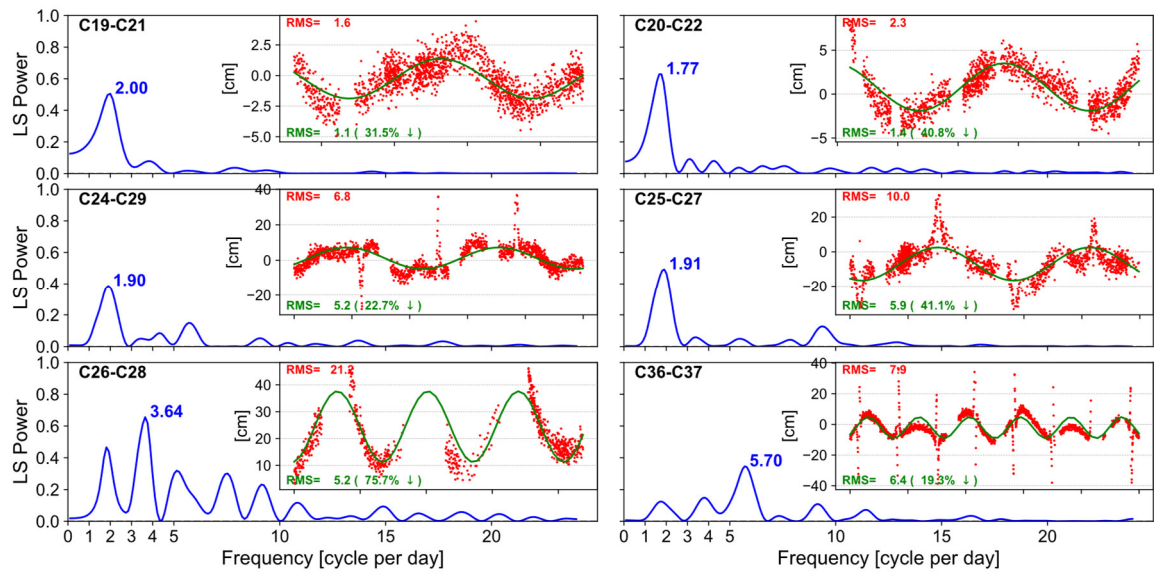 C19-C21
LS Power
1.0
0.8
0.6
0.4
0.2
0.0
2.00
[cm]
2.5
0.0
−2.5
−5.0
RMS= 1.6
RMS= 1.1 ( 31.5% ↓ )
C20-C22
1.77
[cm]
5
0
−5
RMS= 2.3
RMS= 1.4 ( 40.8% ↓ )
C24-C29
LS Power
1.0
0.8
0.6
0.4
0.2
0.0
1.90
[cm]
40
20
0
−20
RMS= 6.8
RMS= 5.2 ( 22.7% ↓ )
C25-C27
1.91
[cm]
20
0
−20
RMS= 10.0
RMS= 5.9 ( 41.1% ↓ )
C26-C28
LS Power
1.0
0.8
0.6
0.4
0.2
0.0
3.64
[cm]
40
30
20
10
RMS= 21.2
RMS= 5.2 ( 75.7% ↓ )
0 1 2 3 4 5 10 15 20
Frequency [cycle per day]
C36-C37
5.70
[cm]
40
20
0
−20
−40
RMS= 7.9
RMS= 6.4 ( 19.3% ↓ )
0 1 2 3 4 5 10 15 20
Frequency [cycle per day]